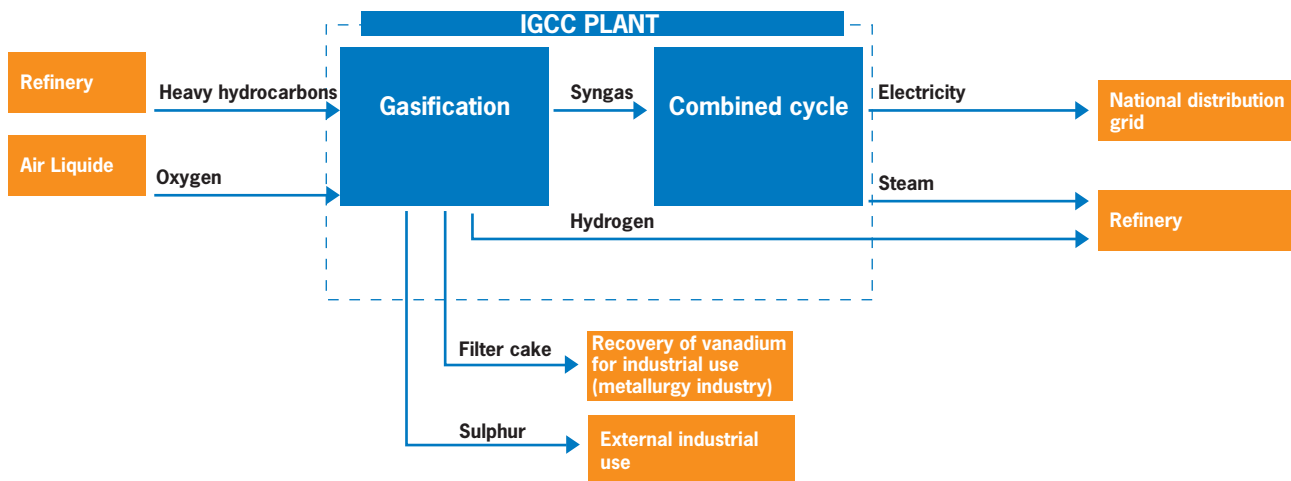 IGCC PLANT
Refinery
Heavy hydrocarbons
Gasification
Syngas
Combined cycle
Electricity
National distribution
grid
Air Liquide
Oxygen
Steam
Hydrogen
Refinery
Filter cake
Recovery of vanadium
for industrial use
(metallurgy industry)
Sulphur
External industrial
use